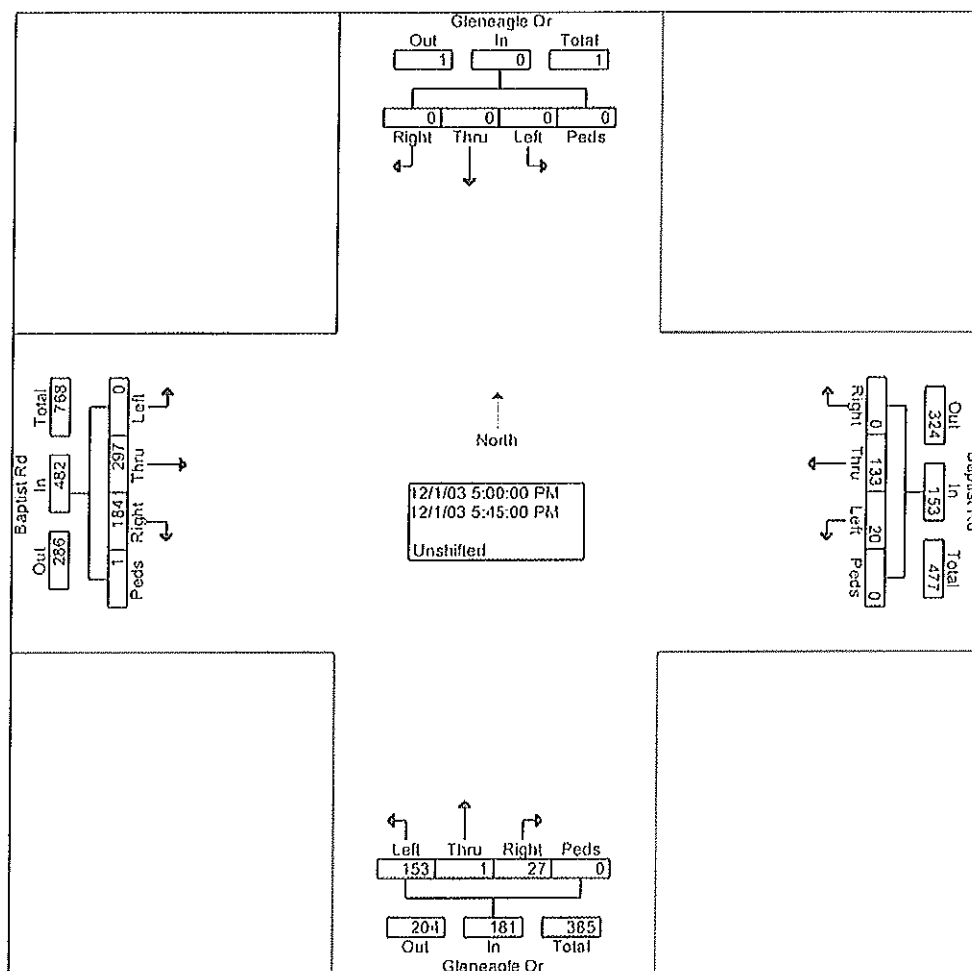 Gleneagle Dr
Out In Total
1 0 1
0 0 0 0
Right Thru Left Peds
Baptist Rd
Total In Out
768 482 286
0 297 184 1
Left Thru Right Peds
North
12/1/03 5:00:00 PM
12/1/03 5:45:00 PM
Unshifted
Right Thru Left Peds
0 133 20 0
Out In Total
324 153 477
Baptist Rd
Left Thru Right Peds
153 1 27 0
204 181 385
Out In Total
Gleneagle Dr